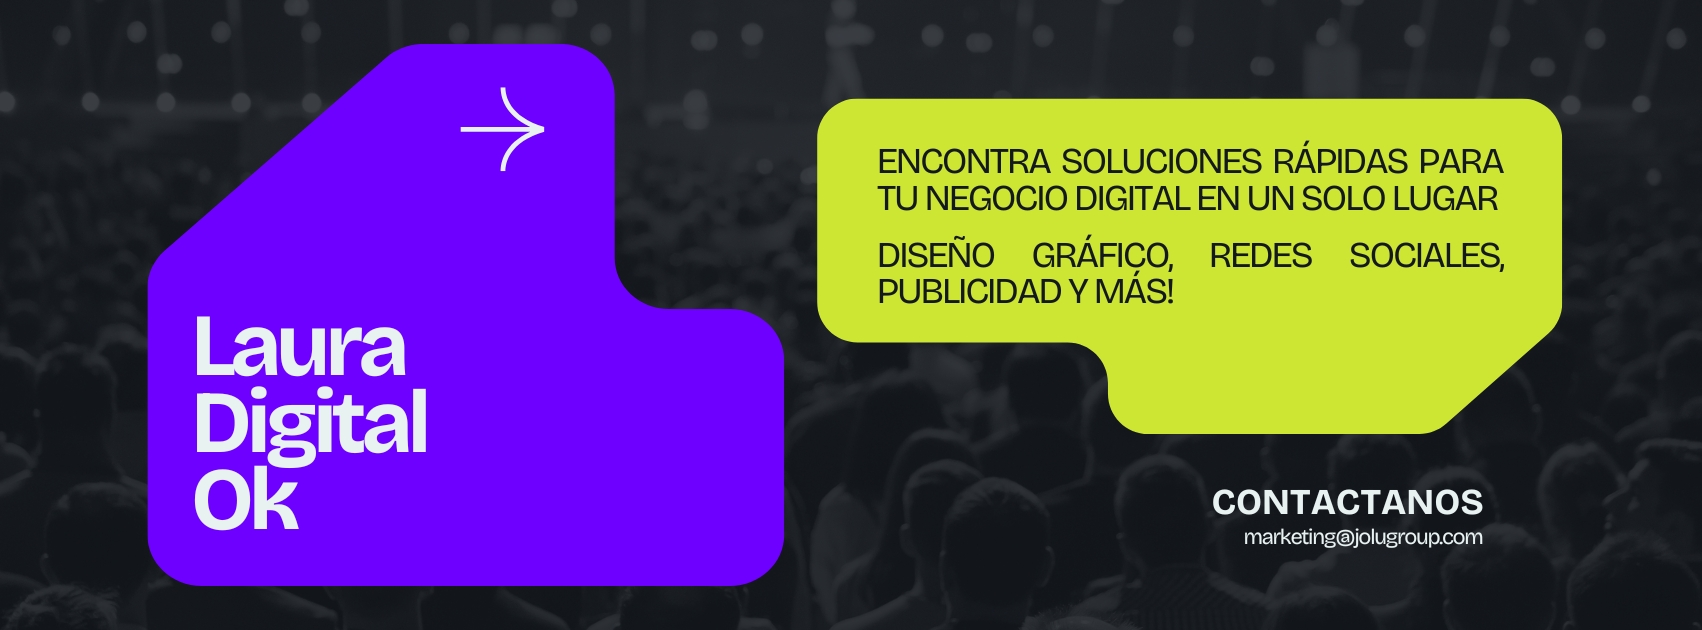 Laura
Digital
Ok
ENCONTRA SOLUCIONES RÁPIDAS PARA
TU NEGOCIO DIGITAL EN UN SOLO LUGAR
DISEÑO GRÁFICO, REDES SOCIALES,
PUBLICIDAD Y MÁS!
CONTACTANOS
marketing@jolugroup.com